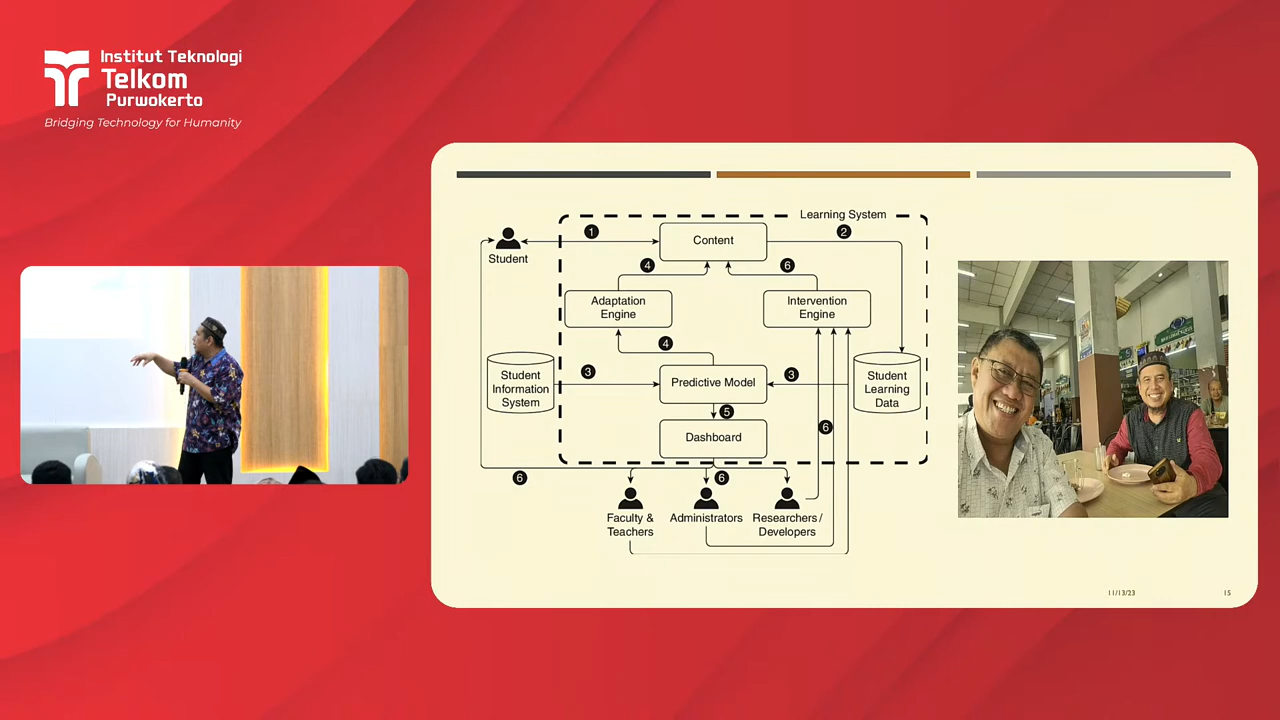 Institut Teknologi
Telkom
Purwokerto
Bridging Technology for Humanity
Learning System
1
Content
2
Student
4
6
Adaptation
Engine
Intervention
Engine
4
Student
Information
System
3
Predictive Model
3
Student
Learning
Data
5
Dashboard
6
6
6
Faculty &
Teachers
Administrators
Researchers/
Developers
11/13/23
15